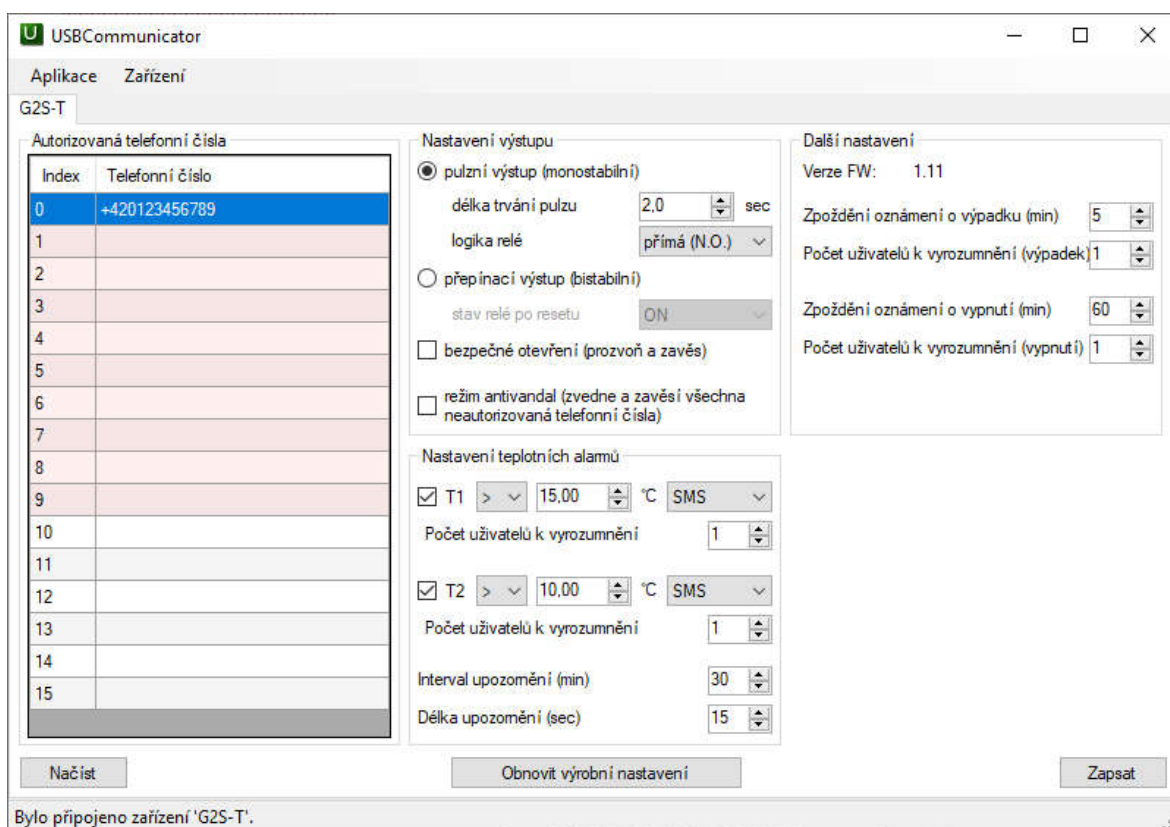 USBCommunicator
Aplikace Zařízení
G2S-T
Autorizovaná telefonní čísla
Index Telefonní číslo
0 +420123456789
1
2
3
4
5
6
7
8
9
10
11
12
13
14
15
Načíst
Nastavení výstupu
pulzní výstup (monostabilní)
délka trvání pulzu 2,0 sec
logika relé přímá (N.O.)
přepínací výstup (bistabilní)
stav relé po resetu ON
bezpečné otevření (prozvoň a zavěs)
režim antivandal (zvedne a zavěsí všechna
neautorizovaná telefonní čísla)
Nastavení teplotních alarmů
T1 > 15,00 °C SMS
Počet uživatelů k vyrozumnění 1
T2 > 10,00 °C SMS
Počet uživatelů k vyrozumnění 1
Interval upozornění (min) 30
Délka upozornění (sec) 15
Obnovit výrobní nastavení
Další nastavení
Verze FW: 1.11
Zpoždění oznámení o výpadku (min) 5
Počet uživatelů k vyrozumnění (výpadek) 1
Zpoždění oznámení o vypnutí (min) 60
Počet uživatelů k vyrozumnění (vypnutí) 1
Zapsat
Bylo připojeno zařízení 'G2S-T'.